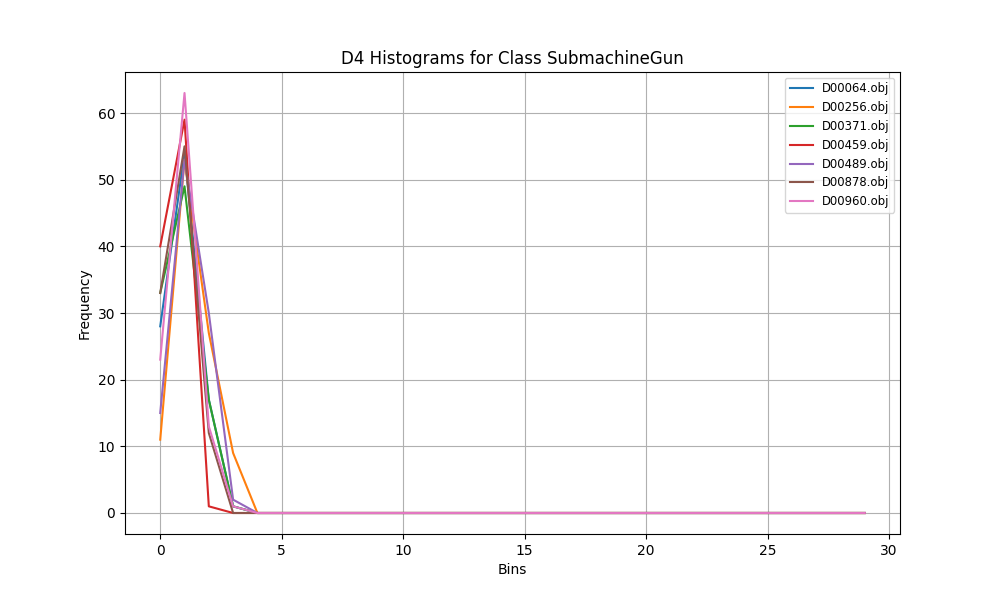 D4 Histograms for Class SubmachineGun
D00064.obj
D00256.obj
D00371.obj
D00459.obj
D00489.obj
D00878.obj
D00960.obj
60
50
40
30
20
10
0
Frequency
0 5 10 15 20 25 30
Bins